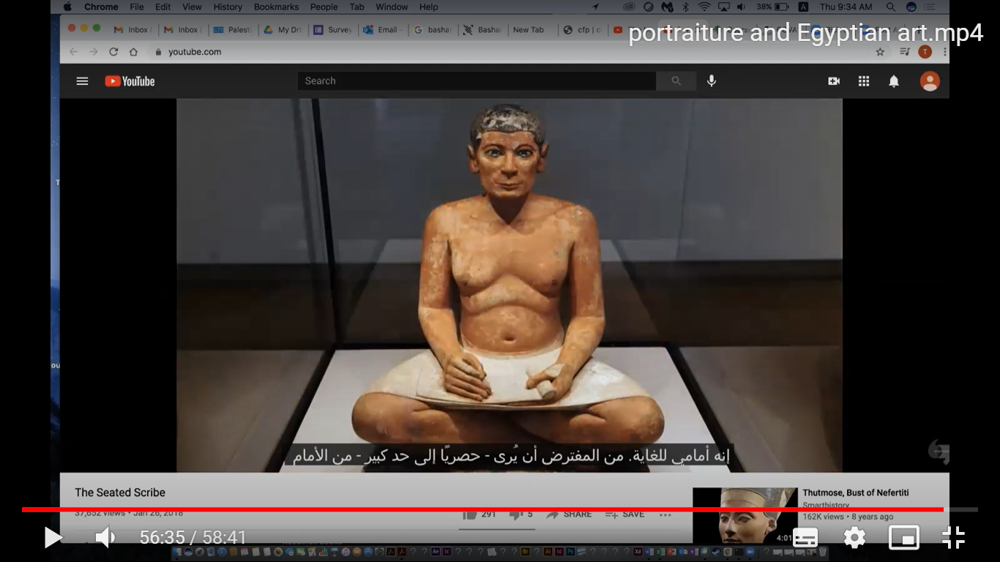 Chrome File Edit View History Bookmarks People Tab Window Help 38% A Thu 9:34 AM
Inbox Inbox Palest My Dri Survey Email - bashar Bashar New Tab cfp | c
portraiture and Egyptian art.mp4
youtube.com T
YouTube Search
إنه أمامي للغاية. من المفترض أن يُرى - حصريًا إلى حد كبير - من الأمام
The Seated Scribe
37,652 views • Jan 26, 2018
291 5 SHARE SAVE
Thutmose, Bust of Nefertiti
Smarthistory
162K views • 8 years ago
4:01
56:35 / 58:41